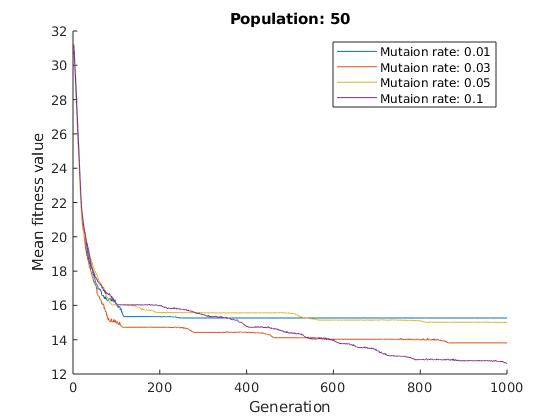 Population: 50
32
30
28
26
24
22
20
18
16
14
12
Mean fitness value
Mutaion rate: 0.01
Mutaion rate: 0.03
Mutaion rate: 0.05
Mutaion rate: 0.1
0 200 400 600 800 1000
Generation